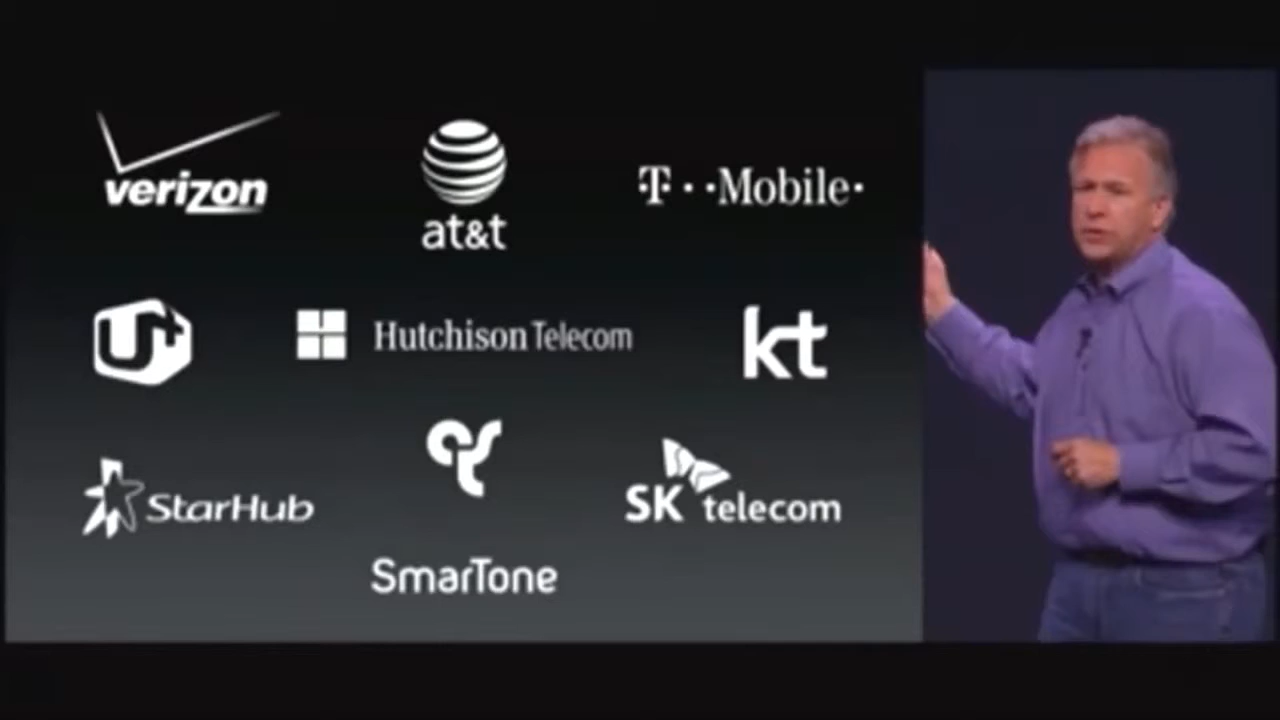 verizon
at&t
T··Mobile·
U+
Hutchison Telecom
kt
StarHub
SK telecom
SmarTone